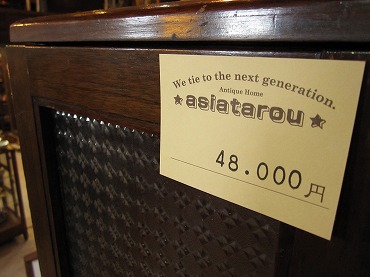 We tie to the next generation.
Antique Home
★ asiatarou ★
48.000円